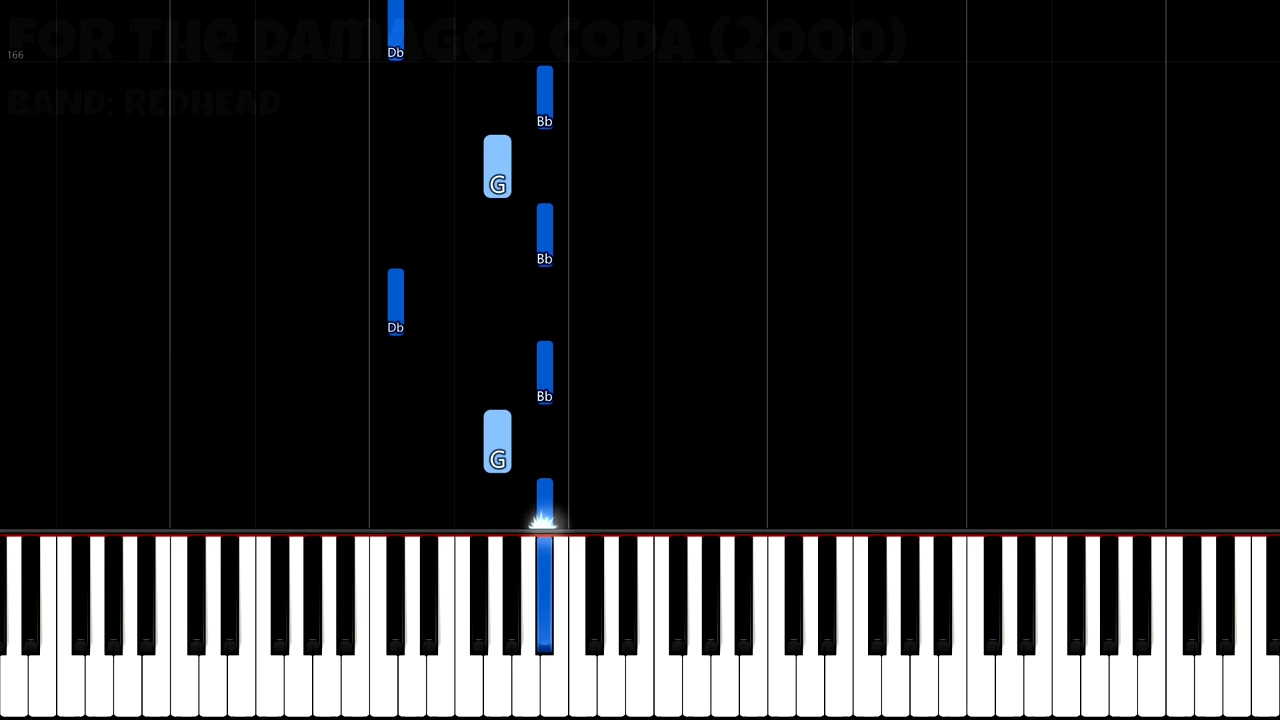 FOR THE DAMAGED CODA (2000)
166
BAND: REDHEAD
Db
Bb
G
Bb
Db
Bb
G